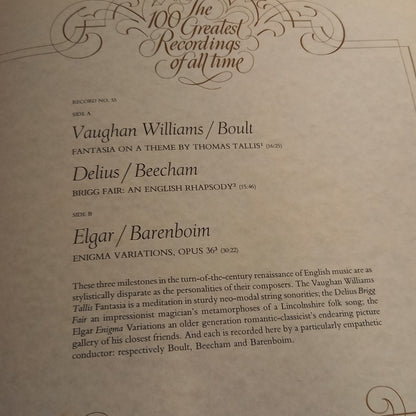 The
100 Greatest
Recordings
of all time
RECORD NO. 55
SIDE A
Vaughan Williams / Boult
FANTASIA ON A THEME BY THOMAS TALLIS¹ (16:25)
Delius / Beecham
BRIGG FAIR: AN ENGLISH RHAPSODY² (15:46)
SIDE B
Elgar / Barenboim
ENIGMA VARIATIONS, OPUS 36³ (30:22)
These three milestones in the turn-of-the-century renaissance of English music are as
stylistically disparate as the personalities of their composers. The Vaughan Williams
Tallis Fantasia is a meditation in sturdy neo-modal string sonorities; the Delius Brigg
Fair an impressionist magician's metamorphoses of a Lincolnshire folk song; the
Elgar Enigma Variations an older generation romantic-classicist's endearing picture
gallery of his closest friends. And each is recorded here by a particularly empathetic
conductor: respectively Boult, Beecham and Barenboim.